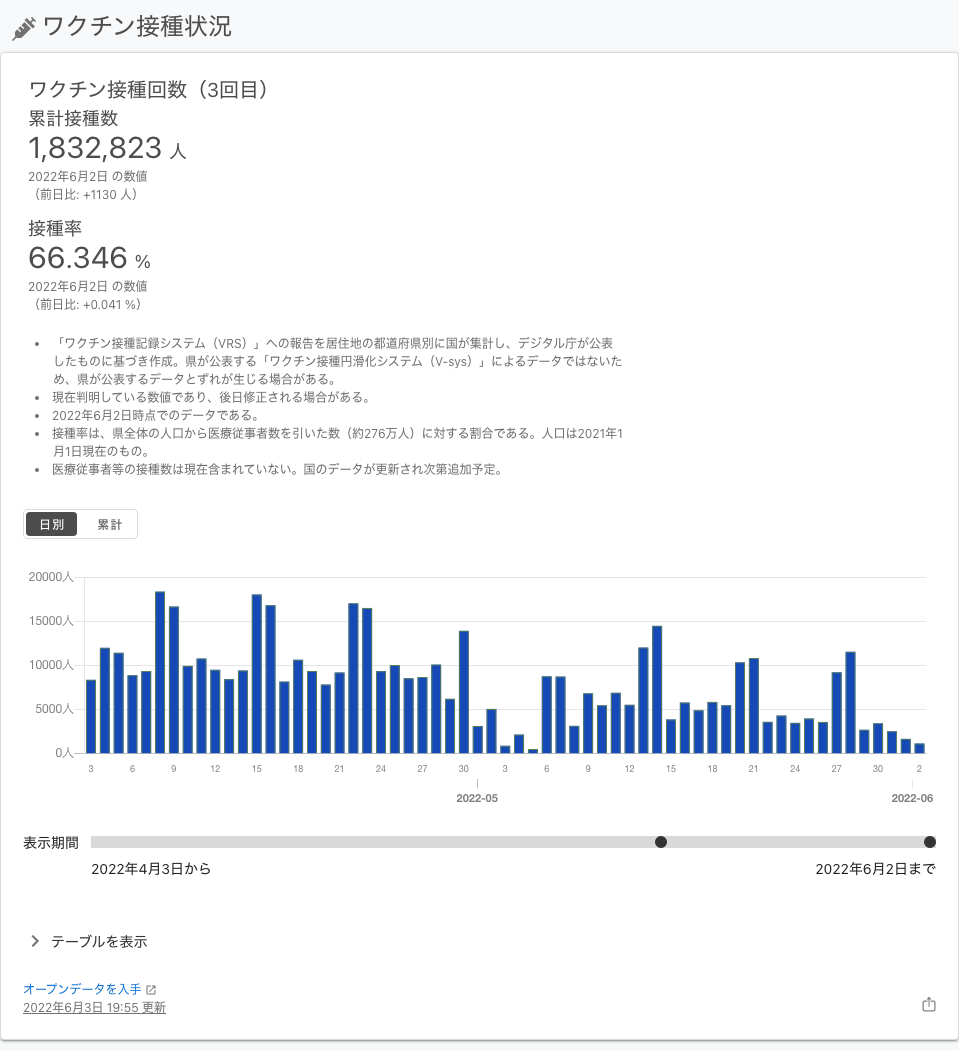 ワクチン接種状況
ワクチン接種回数（3回目）
累計接種数
1,832,823 人
2022年6月2日 の数値
（前日比: +1130 人）
接種率
66.346 %
2022年6月2日 の数値
（前日比: +0.041 %）
• 「ワクチン接種記録システム（VRS）」への報告を居住地の都道府県別に国が集計し、デジタル庁が公表
したものに基づき作成。県が公表する「ワクチン接種円滑化システム（V-sys）」によるデータではないた
め、県が公表するデータとずれが生じる場合がある。
• 現在判明している数値であり、後日修正される場合がある。
• 2022年6月2日時点でのデータである。
• 接種率は、県全体の人口から医療従事者数を引いた数（約276万人）に対する割合である。人口は2021年1
月1日現在のもの。
• 医療従事者等の接種数は現在含まれていない。国のデータが更新され次第追加予定。
日別 累計
20000人
15000人
10000人
5000人
0人
3 6 9 12 15 18 21 24 27 30 3 6 9 12 15 18 21 24 27 30 2
2022-05 2022-06
表示期間
2022年4月3日から 2022年6月2日まで
テーブルを表示
オープンデータを入手
2022年6月3日 19:55 更新